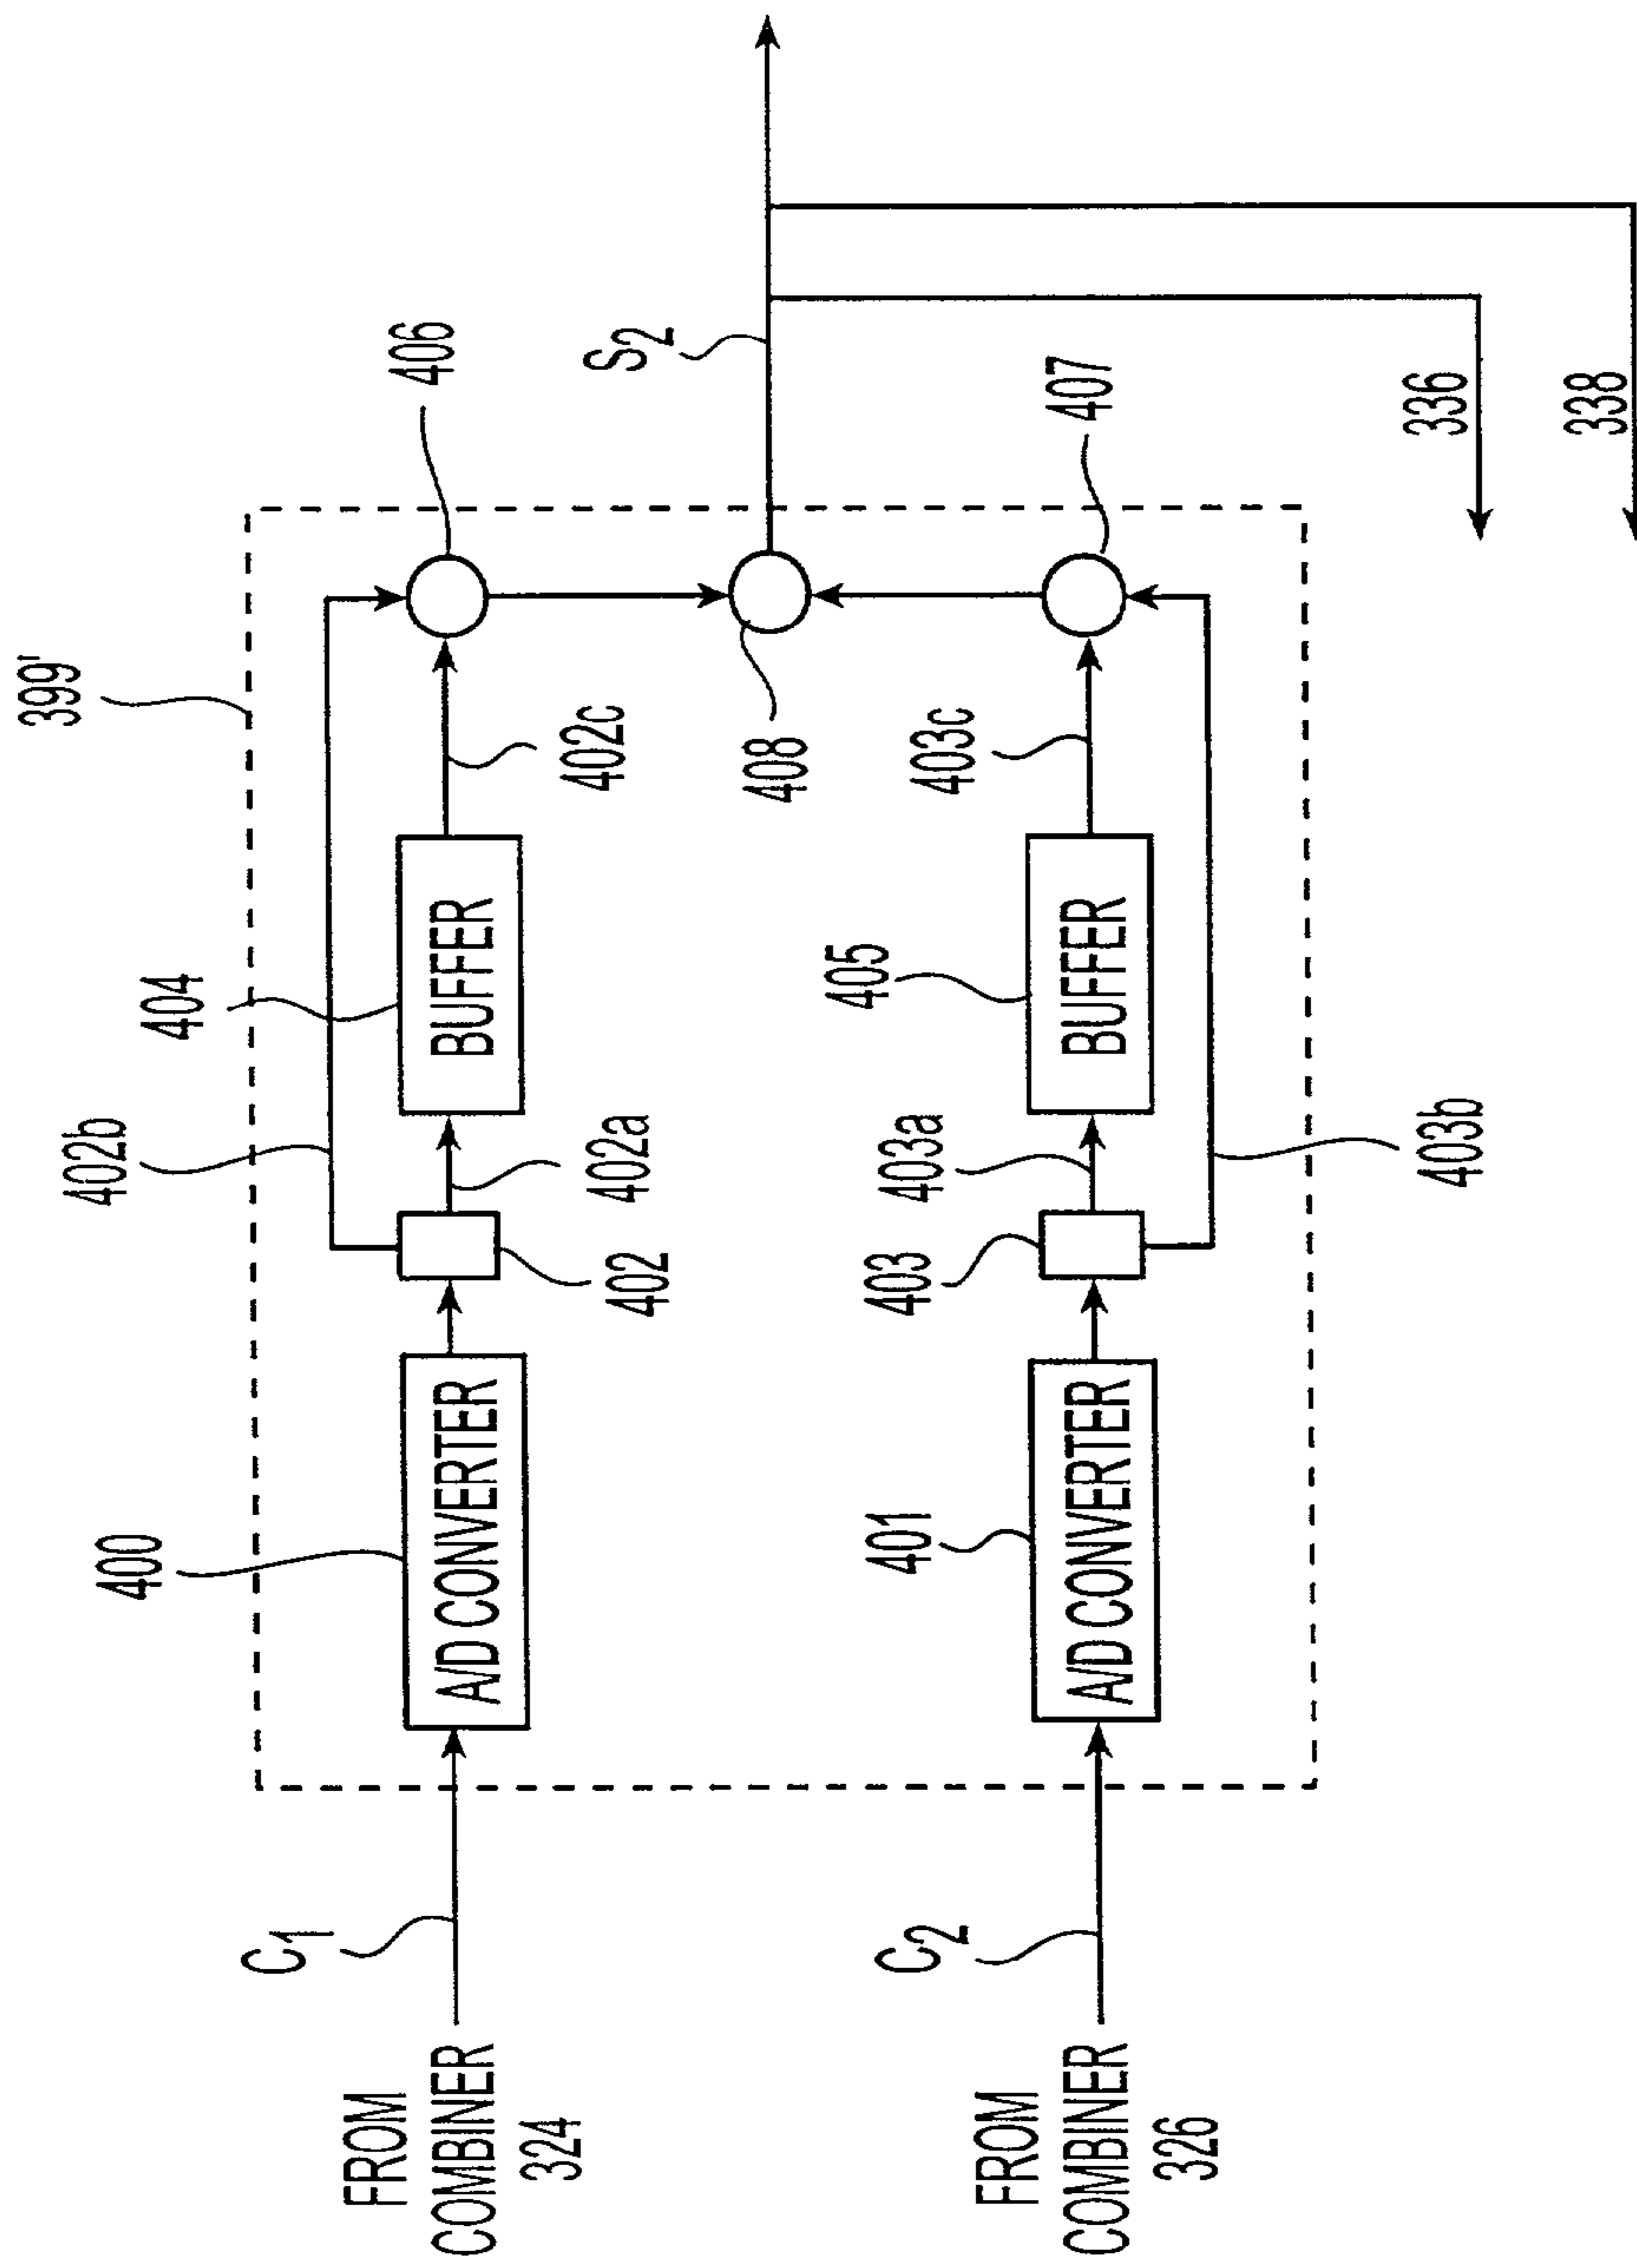 399'
402b
404
406
400
BUFFER
402c
A/D CONVERTER
402a
402
C1
FROM
COMBINER
324
S2
408
401
403
403a
405
403c
407
A/D CONVERTER
BUFFER
C2
FROM
COMBINER
326
403b
336
338